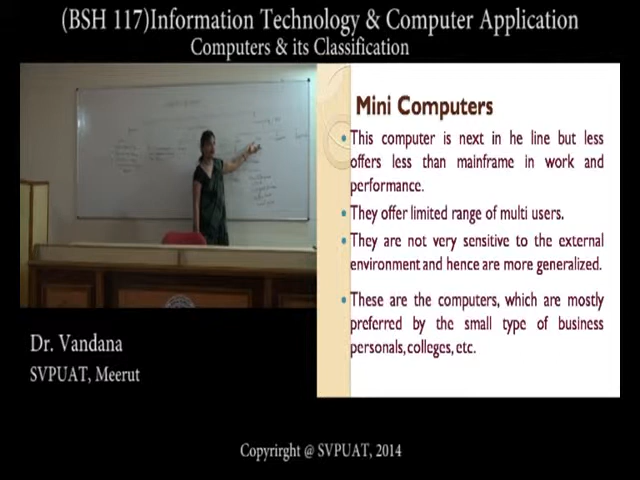 (BSH 117)Information Technology & Computer Application
Computers & its Classification
Mini Computers
This computer is next in he line but less
offers less than mainframe in work and
performance.
They offer limited range of multi users.
They are not very sensitive to the external
environment and hence are more generalized.
These are the computers, which are mostly
preferred by the small type of business
personals, colleges, etc.
Dr. Vandana
SVPUAT, Meerut
Copyrirght @ SVPUAT, 2014